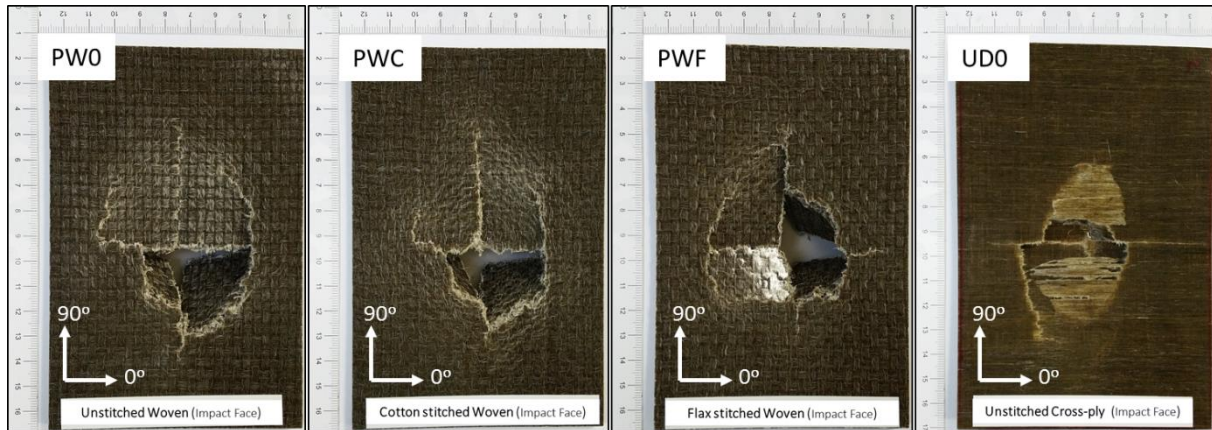 PW0
90º
0º
Unstitched Woven (Impact Face)
PWC
90º
0º
Cotton stitched Woven (Impact Face)
PWF
90º
0º
Flax stitched Woven (Impact Face)
UD0
90º
0º
Unstitched Cross-ply (Impact Face)